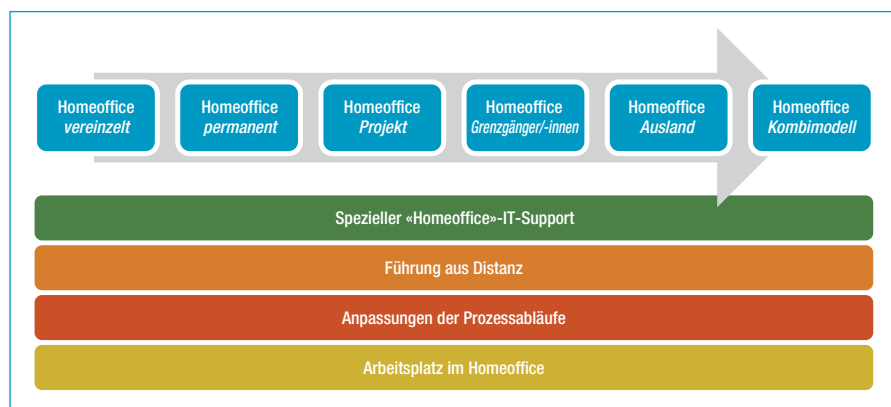 Homeoffice
vereinzelt
Homeoffice
permanent
Homeoffice
Projekt
Homeoffice
Grenzgänger/-innen
Homeoffice
Ausland
Homeoffice
Kombimodell
Spezieller «Homeoffice»-IT-Support
Führung aus Distanz
Anpassungen der Prozessabläufe
Arbeitsplatz im Homeoffice